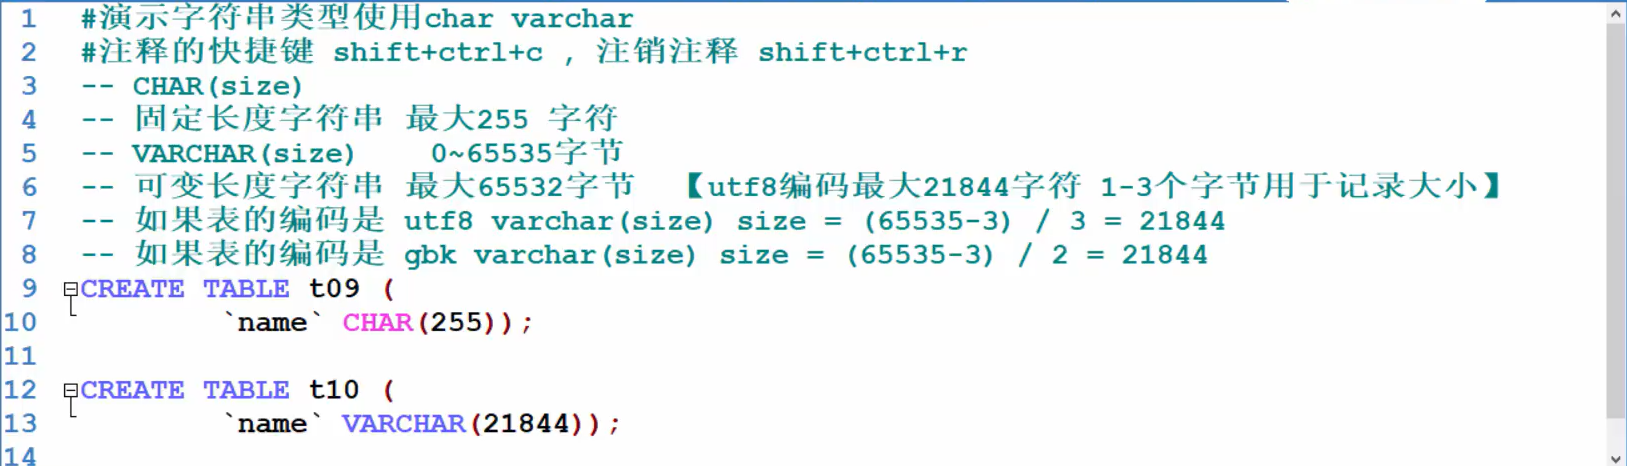 1 #演示字符串类型使用char varchar
2 #注释的快捷键 shift+ctrl+c , 注销注释 shift+ctrl+r
3 -- CHAR(size)
4 -- 固定长度字符串 最大255 字符
5 -- VARCHAR(size)    0~65535字节
6 -- 可变长度字符串 最大65532字节  【utf8编码最大21844字符 1-3个字节用于记录大小】
7 -- 如果表的编码是 utf8 varchar(size) size = (65535-3) / 3 = 21844
8 -- 如果表的编码是 gbk varchar(size) size = (65535-3) / 2 = 21844
9 CREATE TABLE t09 (
10 `name` CHAR(255));
11
12 CREATE TABLE t10 (
13 `name` VARCHAR(21844));
14